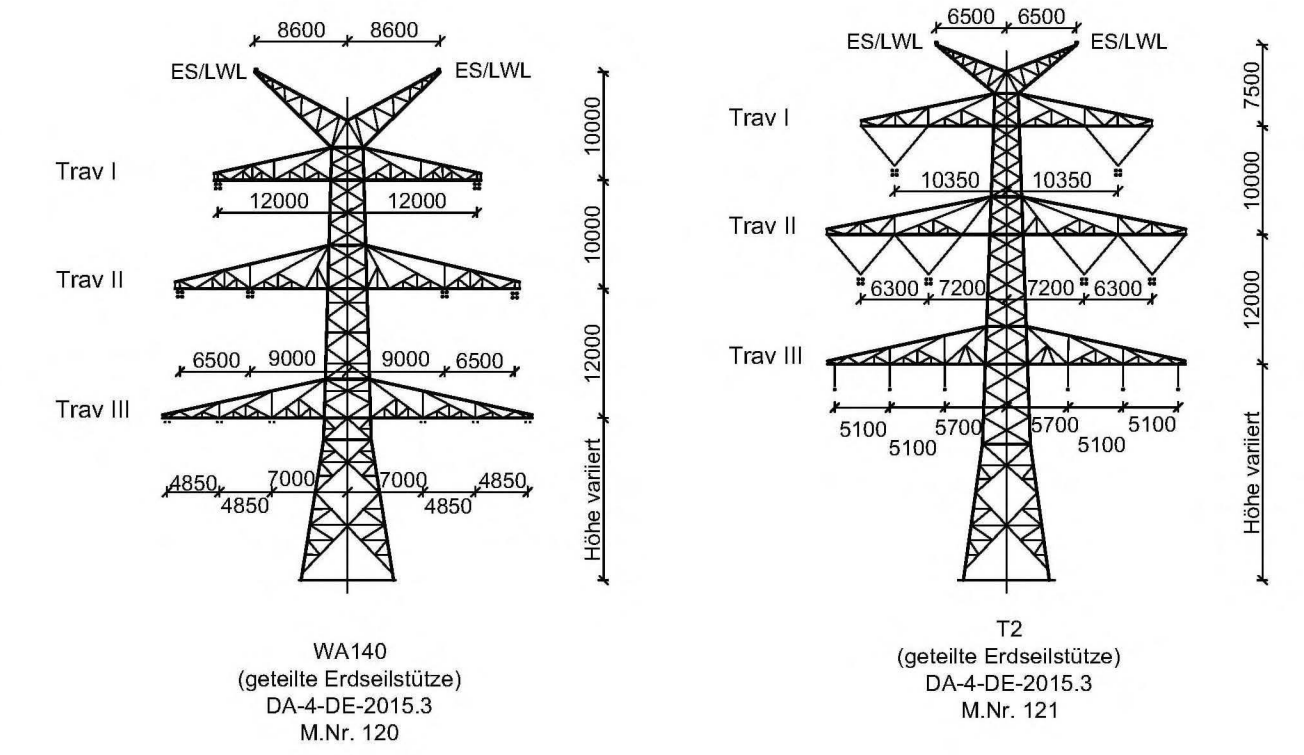 8600 8600
ES/LWL ES/LWL
10000
Trav I
12000 12000
10000
Trav II
12000
6500 9000 9000 6500
Trav III
4850 7000 7000 4850
4850 4850
Höhe variiert
WA140
(geteilte Erdseilstütze)
DA-4-DE-2015.3
M.Nr. 120
6500 6500
ES/LWL ES/LWL
7500
Trav I
10350 10350
10000
Trav II
6300 7200 7200 6300
12000
Trav III
5100 5700 5700 5100
5100 5100
Höhe variiert
T2
(geteilte Erdseilstütze)
DA-4-DE-2015.3
M.Nr. 121